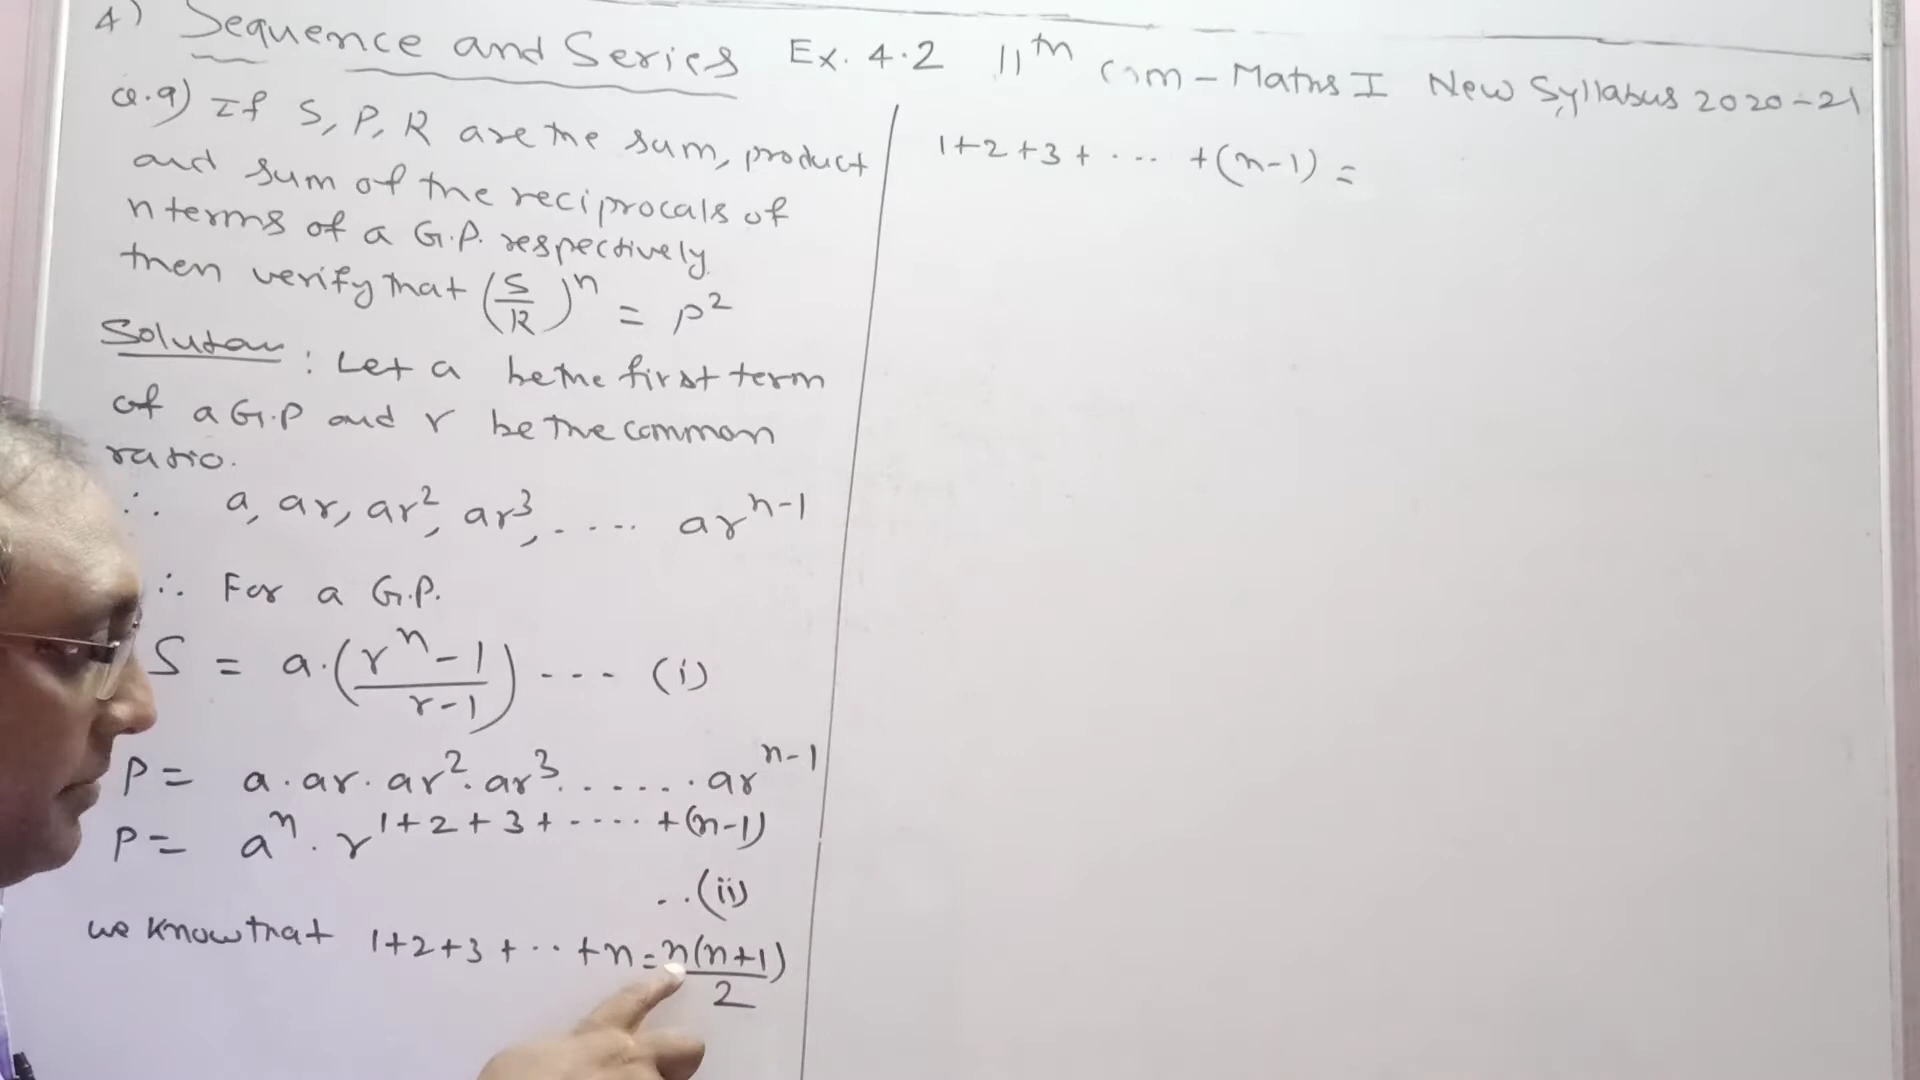 4) Sequence and Series Ex. 4.2 11th Com - Maths I New Syllabus 2020-21
Q.9) If S, P, R are the sum, product
and sum of the reciprocals of
n terms of a G.P. respectively
then verify that (S/R)^n = P^2
Solution : Let a be the first term
of a G.P and r be the common
ratio.
∴ a, ar, ar^2, ar^3, ..... ar^(n-1)
∴ For a G.P.
S = a.((r^n - 1)/(r-1)) --- (i)
P = a . ar . ar^2 . ar^3 ...... . ar^(n-1)
P = a^n . r^(1+2+3+.....+(n-1))
..(ii)
we know that 1+2+3+...+n = n(n+1)/2
1+2+3+....+(n-1) =